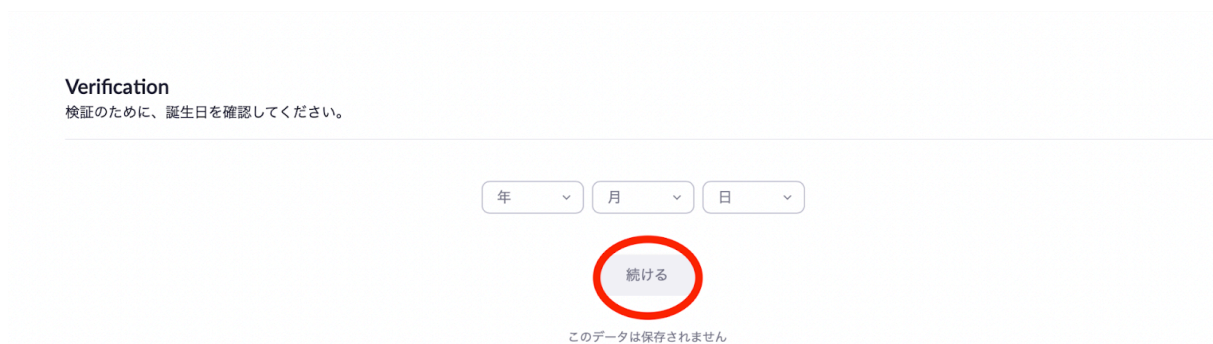 Verification
検証のために、誕生日を確認してください。
年 月 日
続ける
このデータは保存されません